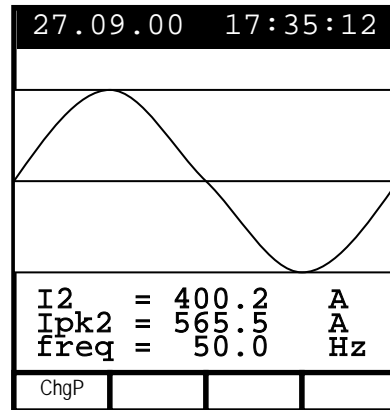 27.09.00 17:35:12
I2 = 400.2 A
Ipk2 = 565.5 A
freq = 50.0 Hz
ChgP